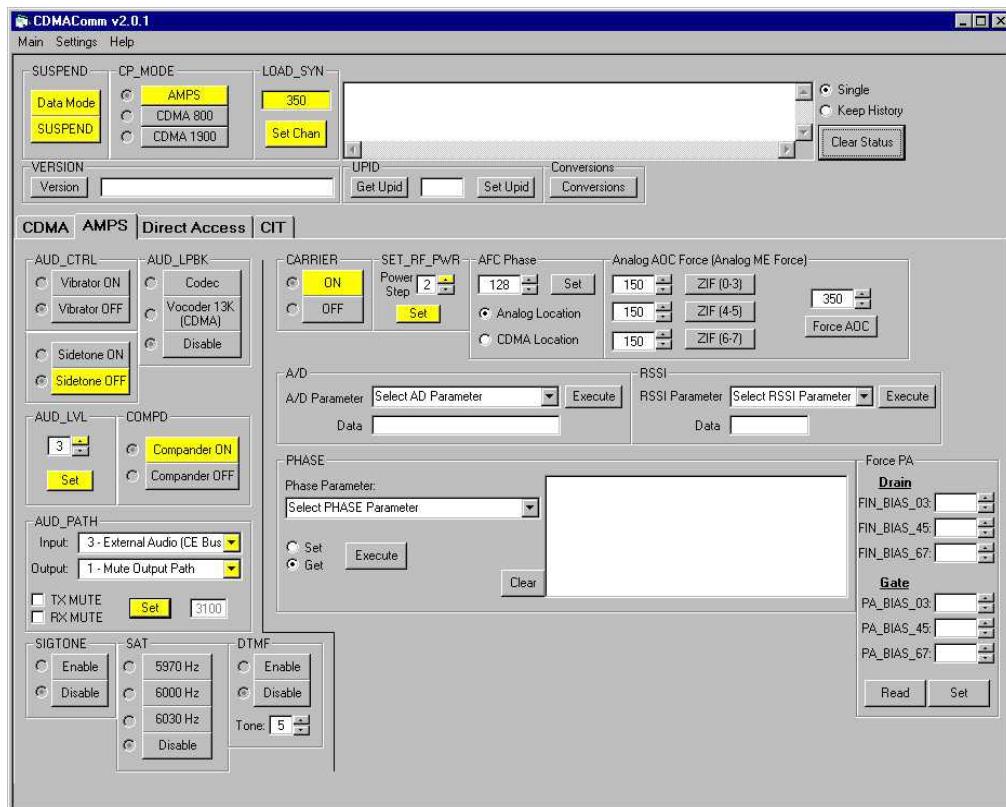 CDMAComm v2.0.1
Main Settings Help
SUSPEND
Data Mode
SUSPEND
CP_MODE
AMPS
CDMA 800
CDMA 1900
LOAD_SYN
350
Set Chan
Single
Keep History
Clear Status
VERSION
Version
UPID
Get Upid
Set Upid
Conversions
Conversions
CDMA AMPS Direct Access CIT
AUD_CTRL
Vibrator ON
Vibrator OFF
Sidetone ON
Sidetone OFF
AUD_LPBK
Codec
Vocoder 13K
(CDMA)
Disable
AUD_LVL
3
Set
COMPD
Compander ON
Compander OFF
AUD_PATH
Input: 3 - External Audio (CE Bus
Output: 1 - Mute Output Path
TX MUTE
RX MUTE
Set
3100
SIGTONE
Enable
Disable
SAT
5970 Hz
6000 Hz
6030 Hz
Disable
DTMF
Enable
Disable
Tone: 5
CARRIER
ON
OFF
SET_RF_PWR
Power
Step 2
Set
AFC Phase
128 Set
Analog Location
CDMA Location
Analog AOC Force (Analog ME Force)
150 ZIF (0-3)
150 ZIF (4-5)
150 ZIF (6-7)
350
Force AOC
A/D
A/D Parameter Select AD Parameter Execute
Data
RSSI
RSSI Parameter Select RSSI Parameter Execute
Data
PHASE
Phase Parameter:
Select PHASE Parameter
Set
Get
Execute
Clear
Force PA
Drain
FIN_BIAS_03:
FIN_BIAS_45:
FIN_BIAS_67:
Gate
PA_BIAS_03:
PA_BIAS_45:
PA_BIAS_67:
Read Set